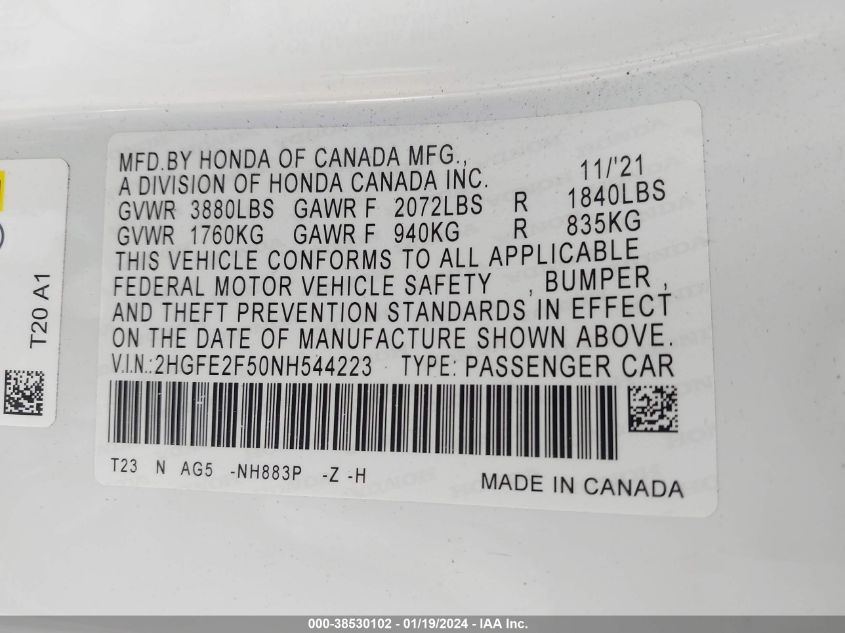 MFD.BY HONDA OF CANADA MFG.,
A DIVISION OF HONDA CANADA INC. 11/'21
GVWR 3880LBS GAWR F 2072LBS R 1840LBS
GVWR 1760KG GAWR F 940KG R 835KG
THIS VEHICLE CONFORMS TO ALL APPLICABLE
FEDERAL MOTOR VEHICLE SAFETY , BUMPER ,
AND THEFT PREVENTION STANDARDS IN EFFECT
ON THE DATE OF MANUFACTURE SHOWN ABOVE.
V.I.N.:2HGFE2F50NH544223 TYPE: PASSENGER CAR
T23 N AG5 -NH883P -Z -H
MADE IN CANADA
T20 A1
000-38530102 - 01/19/2024 - IAA Inc.